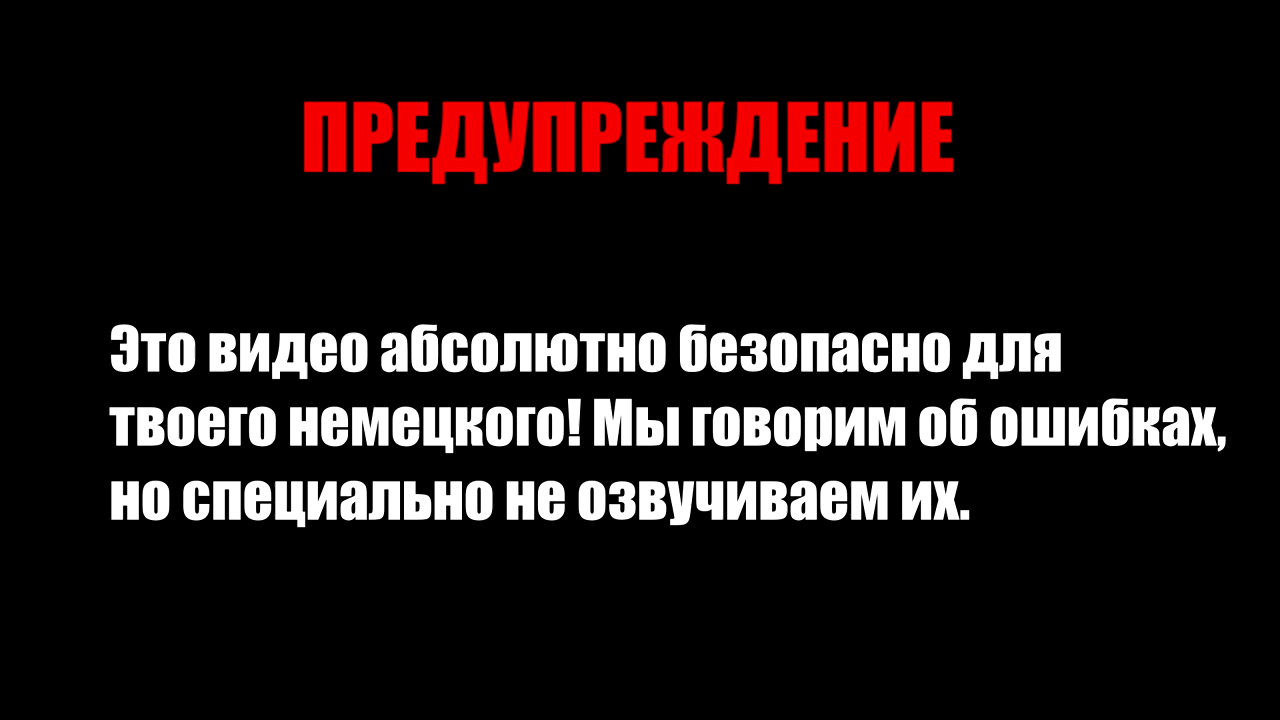 ПРЕДУПРЕЖДЕНИЕ
Это видео абсолютно безопасно для
твоего немецкого! Мы говорим об ошибках,
но специально не озвучиваем их.